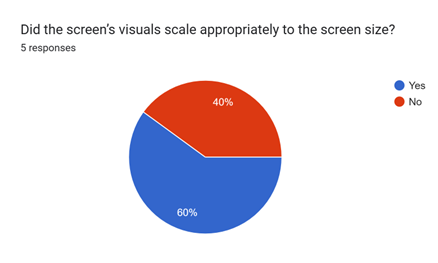 Did the screen’s visuals scale appropriately to the screen size?
5 responses
Yes
No
40%
60%